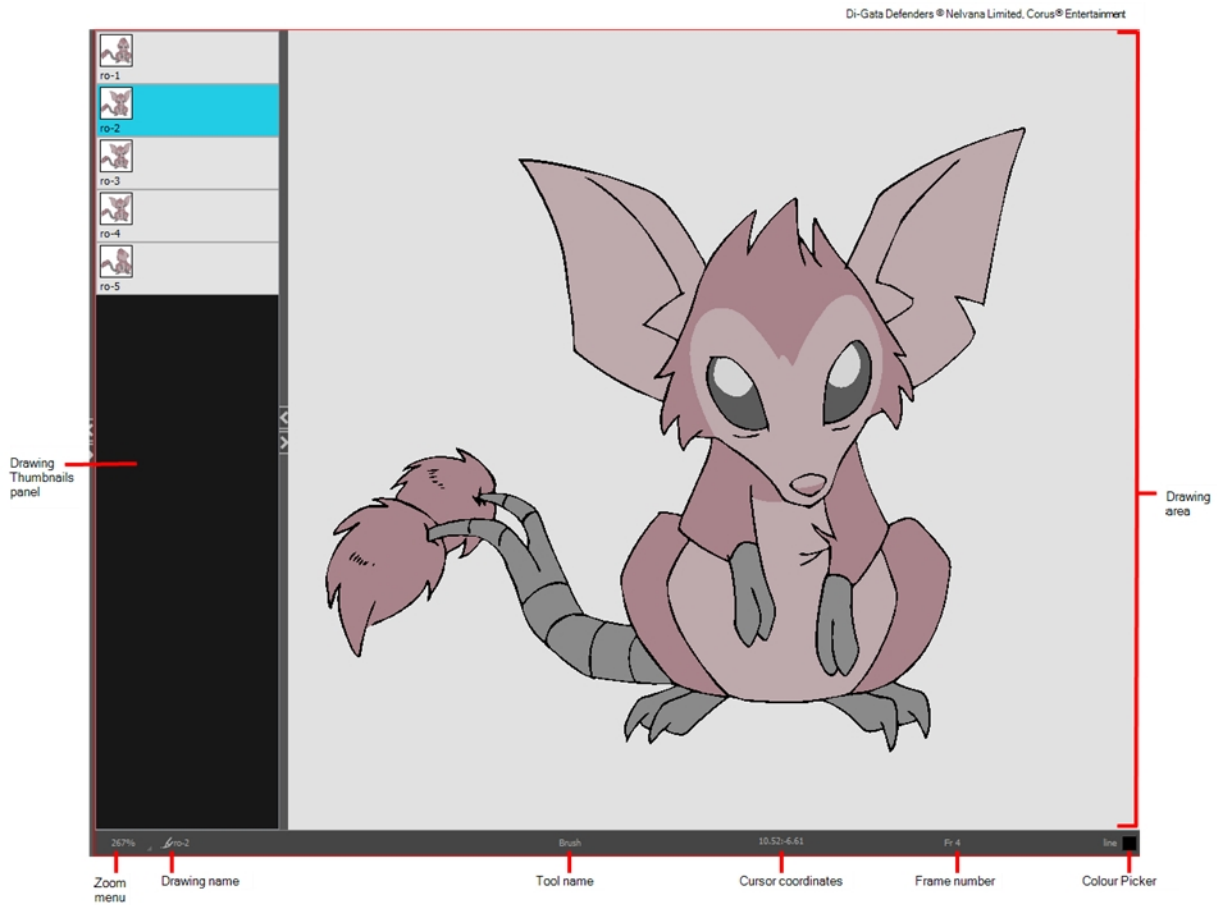 Di-Gata Defenders ® Nelvana Limited, Corus® Entertainment
ro-1
ro-2
ro-3
ro-4
ro-5
Drawing
Thumbnails
panel
Drawing
area
267% ro-2 Brush 10.52:-6.61 Fr 4 line
Zoom
menu
Drawing name
Tool name
Cursor coordinates
Frame number
Colour Picker